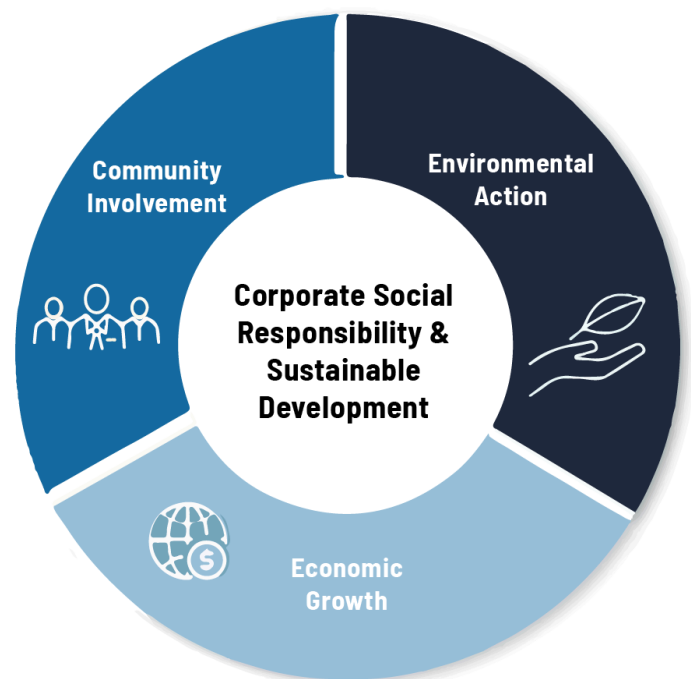 Community
Involvement
Environmental
Action
Corporate Social
Responsibility &
Sustainable
Development
$
Economic
Growth